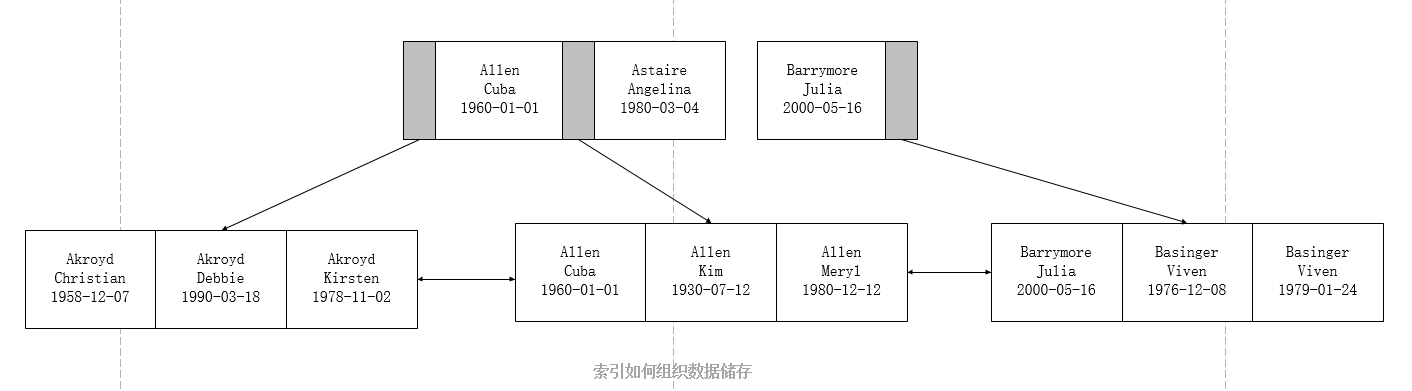 Allen
Cuba
1960-01-01
Astaire
Angelina
1980-03-04
Barrymore
Julia
2000-05-16
Akroyd
Christian
1958-12-07
Akroyd
Debbie
1990-03-18
Akroyd
Kirsten
1978-11-02
Allen
Cuba
1960-01-01
Allen
Kim
1930-07-12
Allen
Meryl
1980-12-12
Barrymore
Julia
2000-05-16
Basinger
Viven
1976-12-08
Basinger
Viven
1979-01-24
索引如何组织数据储存